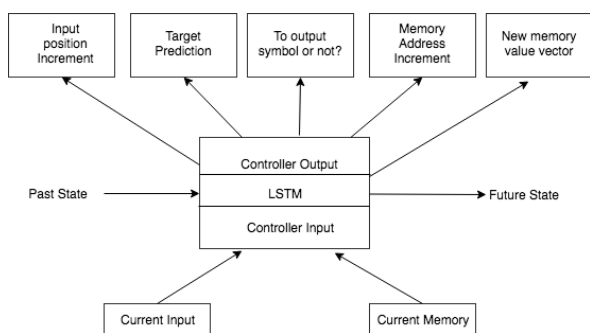 Input
position
Increment
Target
Prediction
To output
symbol or not?
Memory
Address
Increment
New memory
value vector
Controller Output
Past State
LSTM
Future State
Controller Input
Current Input
Current Memory